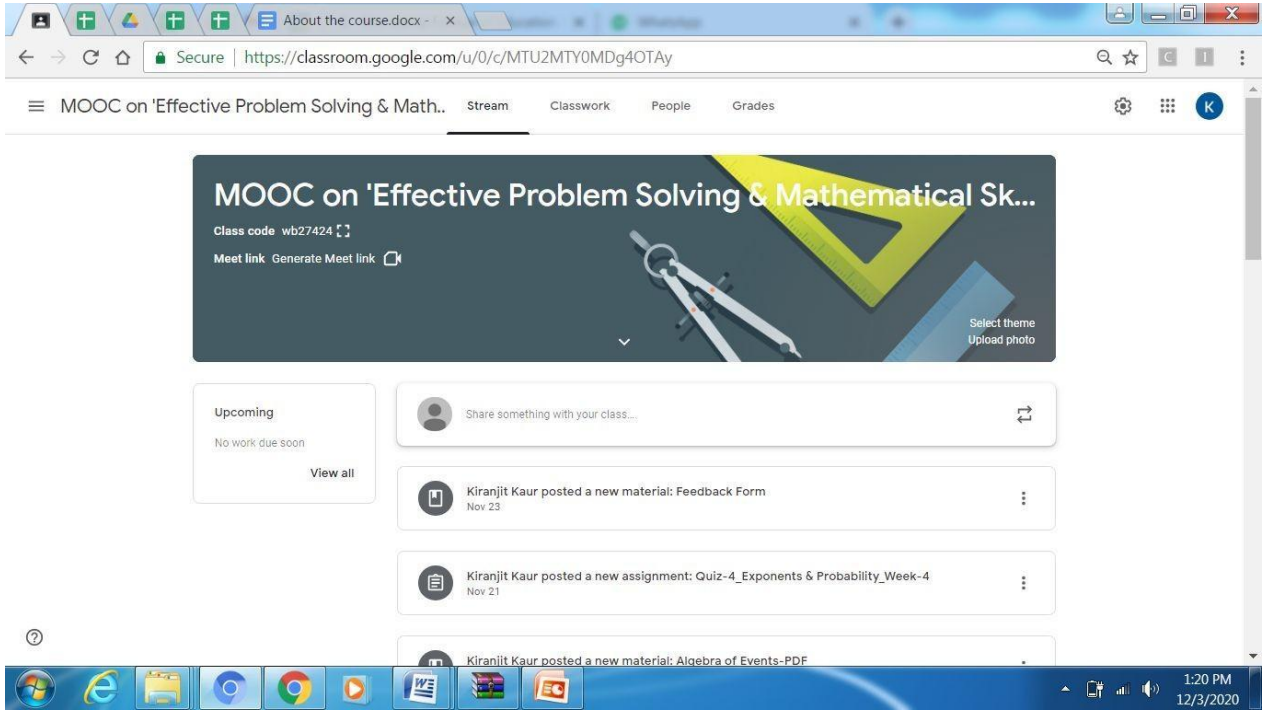 About the course.docx -
Secure
https://classroom.google.com/u/0/c/MTU2MTY0MDg4OTAy
C
I
MOOC on 'Effective Problem Solving & Math..
Stream
Classwork
People
Grades
K
MOOC on 'Effective Problem Solving & Mathematical Sk...
Class code wb27424
Meet link Generate Meet link
Select theme
Upload photo
Upcoming
No work due soon
View all
Share something with your class...
Kiranjit Kaur posted a new material: Feedback Form
Nov 23
Kiranjit Kaur posted a new assignment: Quiz-4_Exponents & Probability_Week-4
Nov 21
Kiranjit Kaur posted a new material: Algebra of Events-PDF
1:20 PM
12/3/2020